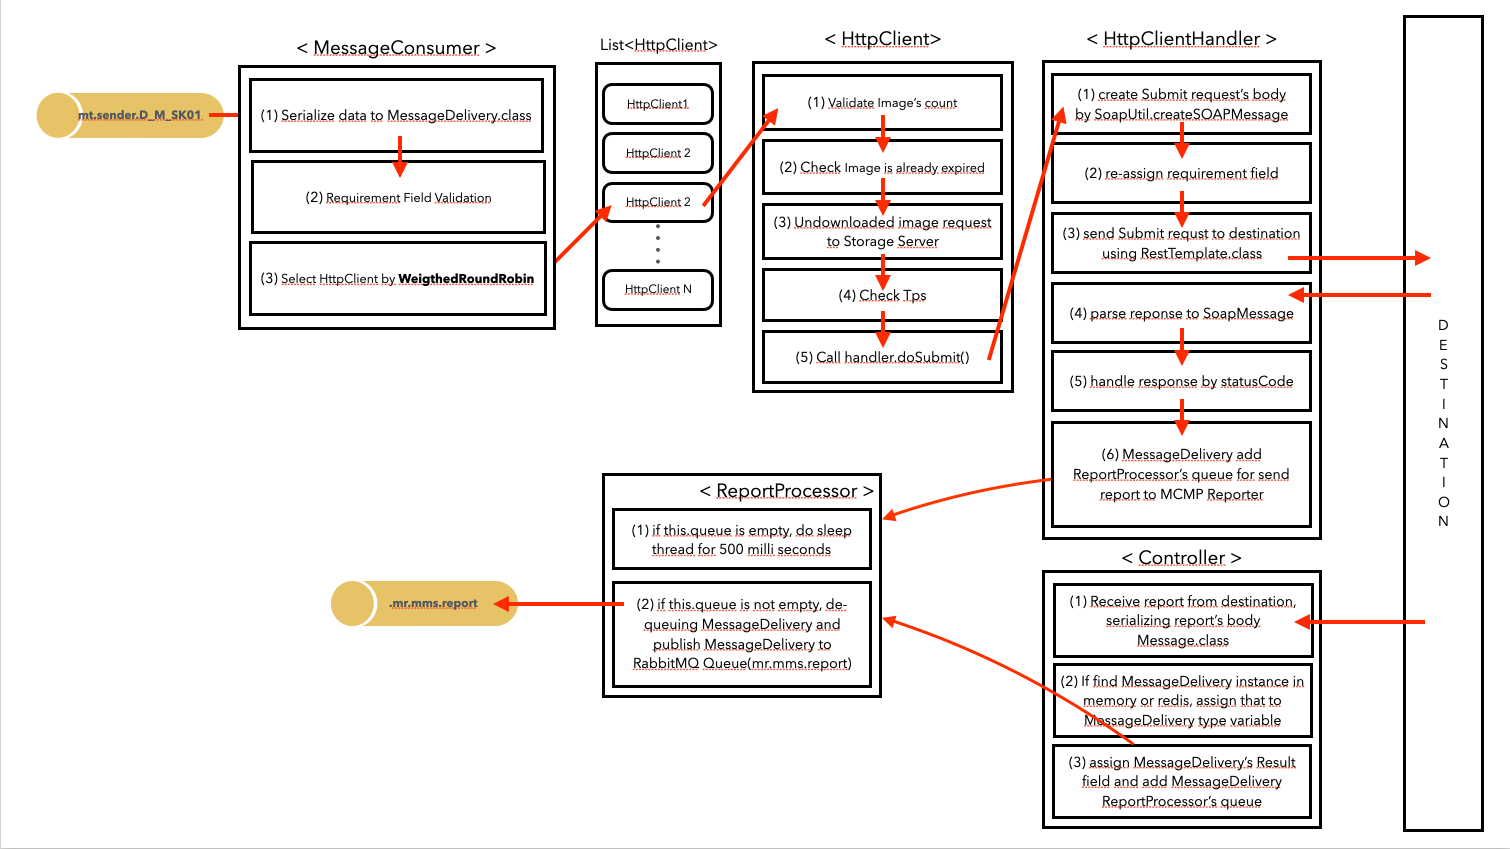 < MessageConsumer >
mt.sender.D_M_SK01
(1) Serialize data to MessageDelivery.class
(2) Requirement Field Validation
(3) Select HttpClient by WeigthedRoundRobin
List<HttpClient>
HttpClient1
HttpClient 2
HttpClient 2
HttpClient N
< HttpClient>
(1) Validate Image's count
(2) Check Image is already expired
(3) Undownloaded image request
to Storage Server
(4) Check Tps
(5) Call handler.doSubmit()
< HttpClientHandler >
(1) create Submit request's body
by SoapUtil.createSOAPMessage
(2) re-assign requirement field
(3) send Submit requst to destination
using RestTemplate.class
(4) parse reponse to SoapMessage
(5) handle response by statusCode
(6) MessageDelivery add
ReportProcessor's queue for send
report to MCMP Reporter
DESTINATION
< ReportProcessor >
(1) if this.queue is empty, do sleep
thread for 500 milli seconds
(2) if this.queue is not empty, de-
queuing MessageDelivery and
publish MessageDelivery to
RabbitMQ Queue(mr.mms.report)
.mr.mms.report
< Controller >
(1) Receive report from destination,
serializing report's body
Message.class
(2) If find MessageDelivery instance in
memory or redis, assign that to
MessageDelivery type variable
(3) assign MessageDelivery's Result
field and add MessageDelivery
ReportProcessor's queue